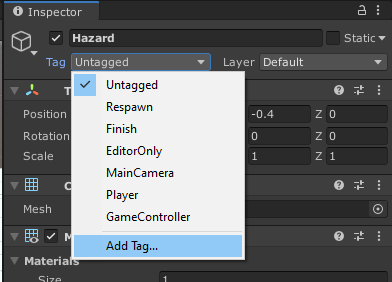 Inspector
Hazard
Static
Tag Untagged Layer Default
Untagged
Respawn
Finish
EditorOnly
MainCamera
Player
GameController
Add Tag...
T
Position -0.4 Z 0
Rotation 0 Z 0
Scale 1 Z 1
C
Mesh
M
Materials
Size 1